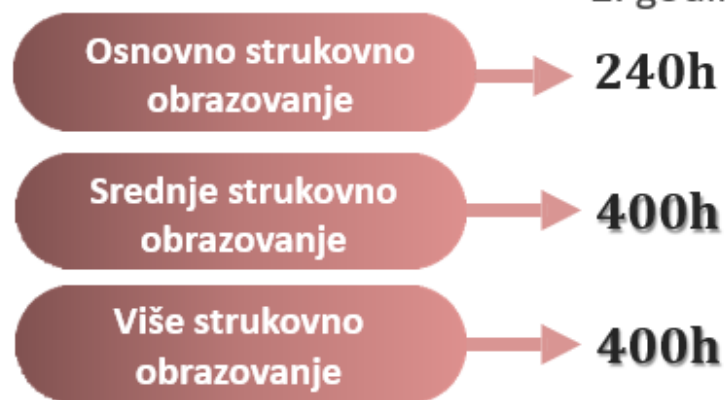 Osnovno strukovno
obrazovanje
240h
Srednje strukovno
obrazovanje
400h
Više strukovno
obrazovanje
400h